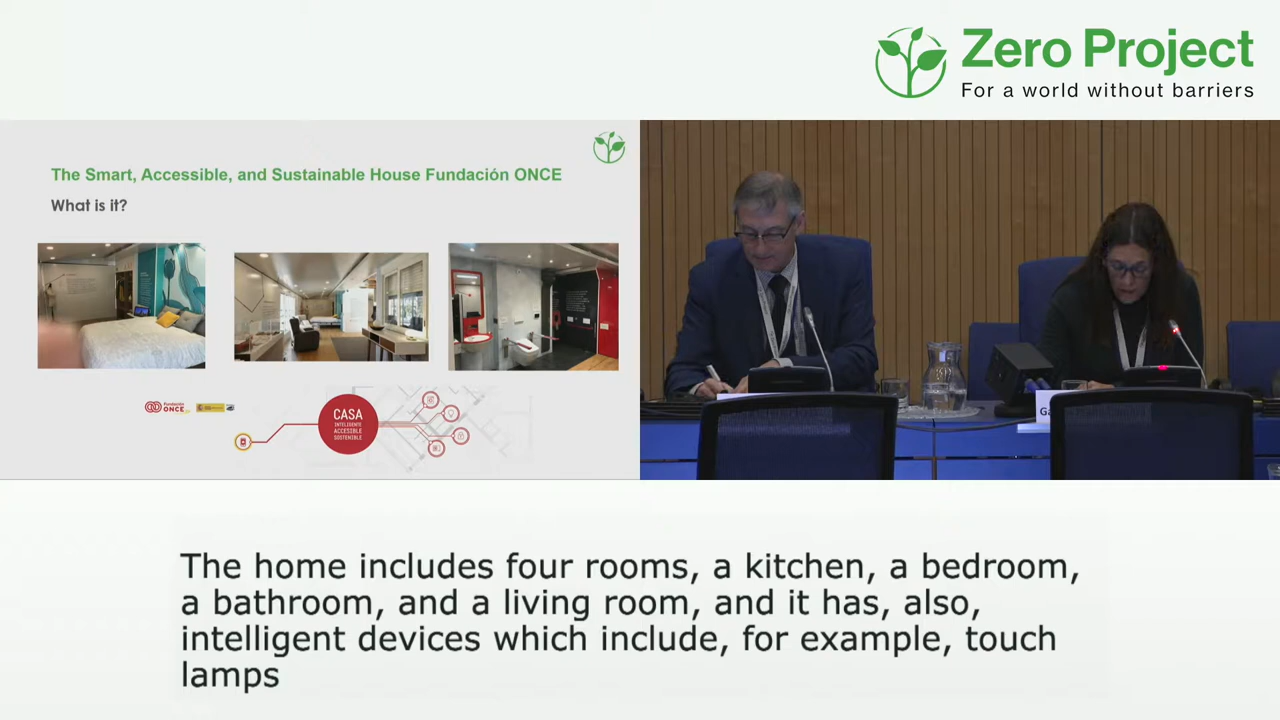 Zero Project
For a world without barriers
The Smart, Accessible, and Sustainable House Fundación ONCE
What is it?
Fundación
ONCE
CASA
INTELIGENTE
ACCESIBLE
SOSTENIBLE
The home includes four rooms, a kitchen, a bedroom,
a bathroom, and a living room, and it has, also,
intelligent devices which include, for example, touch
lamps